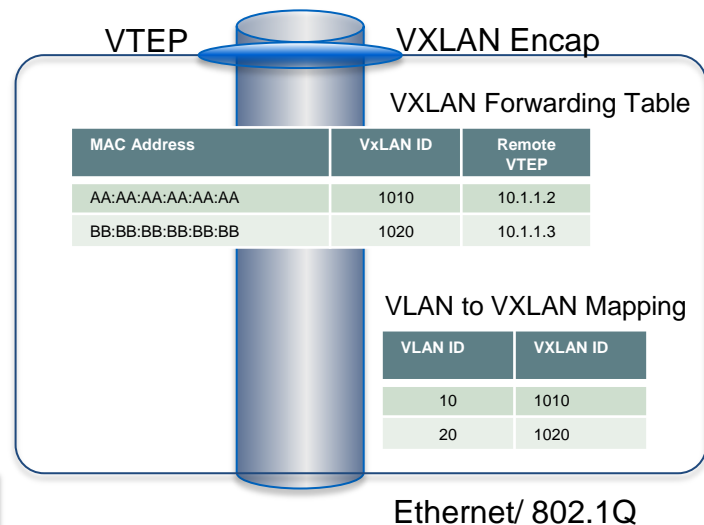 VTEP VXLAN Encap
VXLAN Forwarding Table
MAC Address VxLAN ID Remote
VTEP
AA:AA:AA:AA:AA:AA 1010 10.1.1.2
BB:BB:BB:BB:BB:BB 1020 10.1.1.3
VLAN to VXLAN Mapping
VLAN ID VXLAN ID
10 1010
20 1020
Ethernet/ 802.1Q